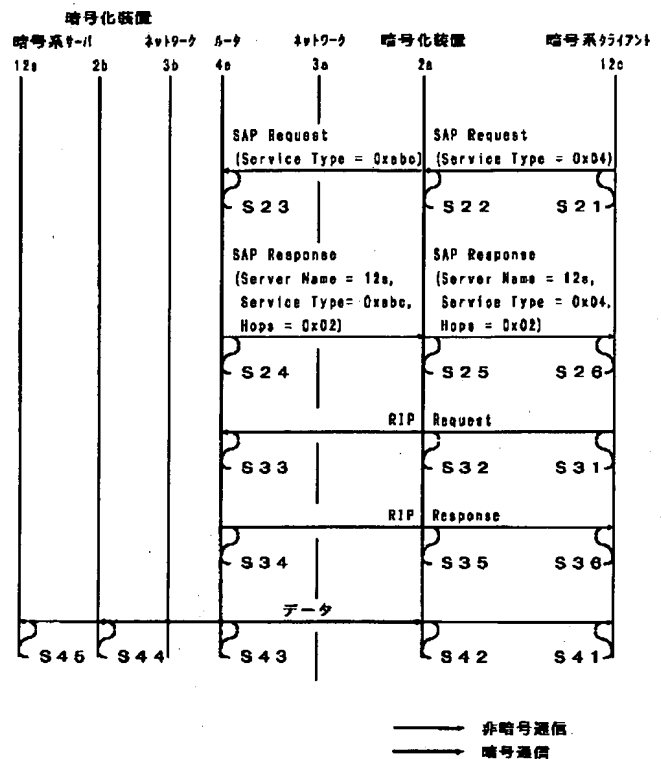 暗号化装置
暗号系サーバ ネットワーク ルータ ネットワーク 暗号化装置 暗号系クライアント
12s 2b 3b 4e 3a 2a 12c
SAP Request SAP Request
(Service Type = 0xabc) (Service Type = 0x04)
S23 S22 S21
SAP Response SAP Response
(Server Name = 12s, (Server Name = 12s,
Service Type= 0xabc, Service Type = 0x04,
Hops = 0x02) Hops = 0x02)
S24 S25 S26
RIP Request
S33 S32 S31
RIP Response
S34 S35 S36
データ
S45 S44 S43 S42 S41
非暗号通信
暗号通信